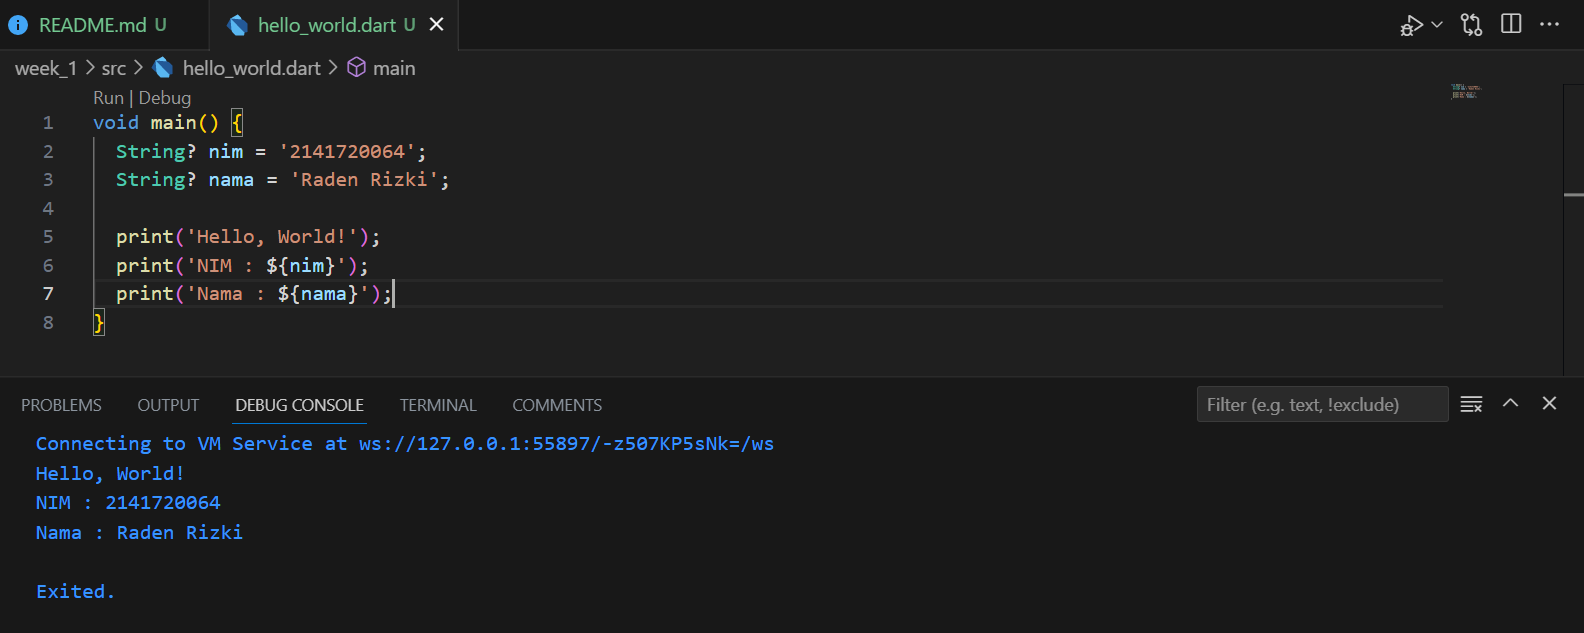 README.md U hello_world.dart U
week_1 > src > hello_world.dart > main
Run | Debug
1 void main() {
2 String? nim = '2141720064';
3 String? nama = 'Raden Rizki';
4
5 print('Hello, World!');
6 print('NIM : ${nim}');
7 print('Nama : ${nama}');
8 }
PROBLEMS OUTPUT DEBUG CONSOLE TERMINAL COMMENTS Filter (e.g. text, !exclude)
Connecting to VM Service at ws://127.0.0.1:55897/-z507KP5sNk=/ws
Hello, World!
NIM : 2141720064
Nama : Raden Rizki
Exited.